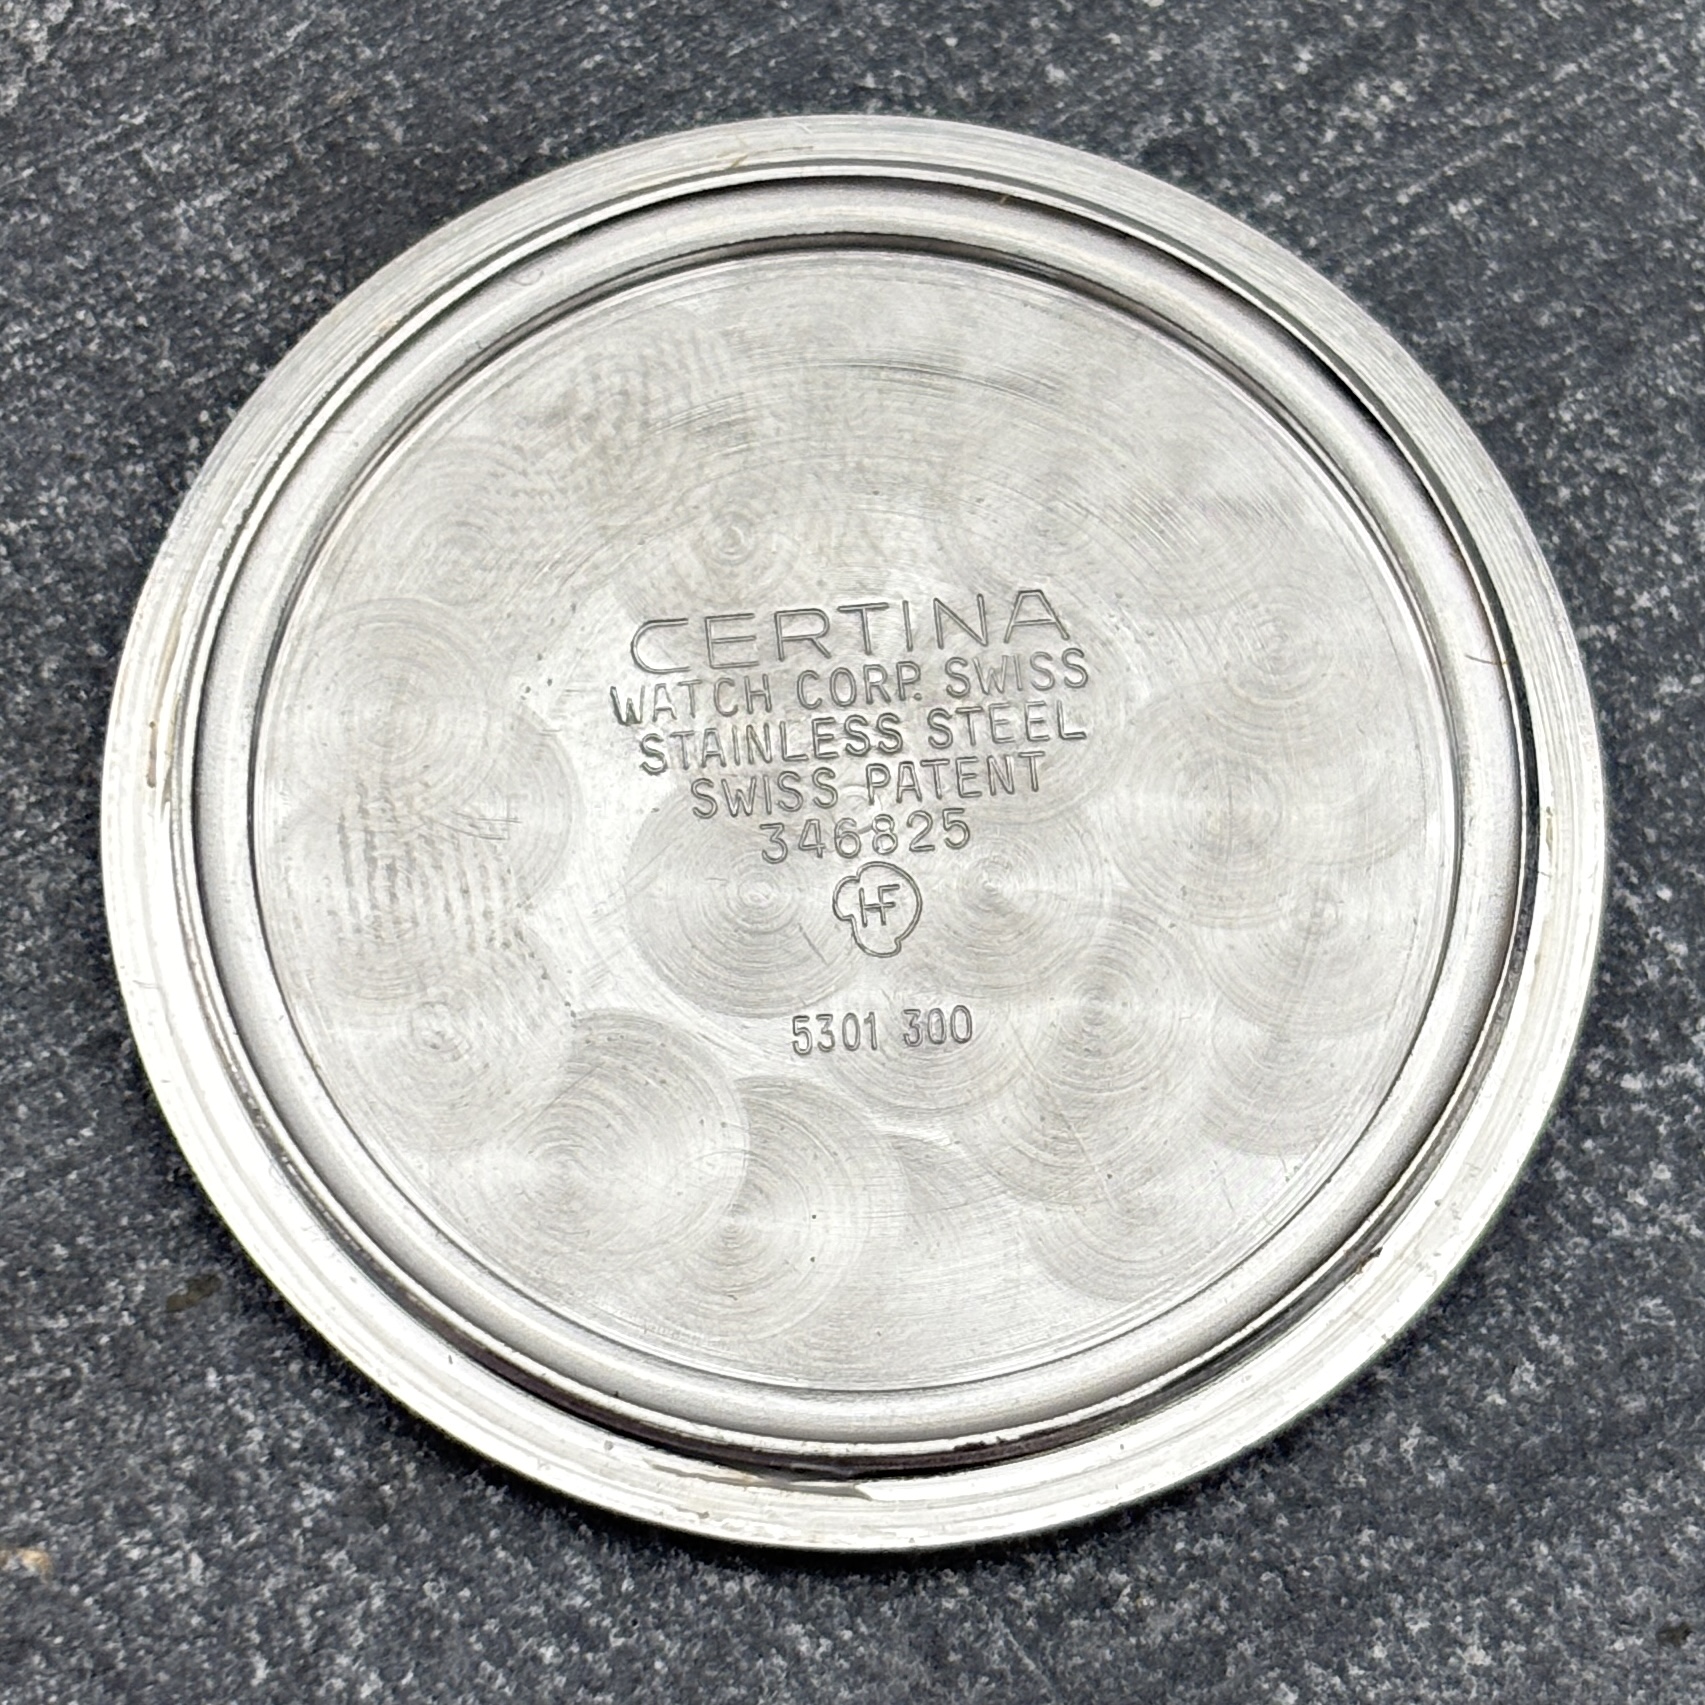 CERTINA
WATCH CORP. SWISS
STAINLESS STEEL
SWISS PATENT
346825
HF
5301 300